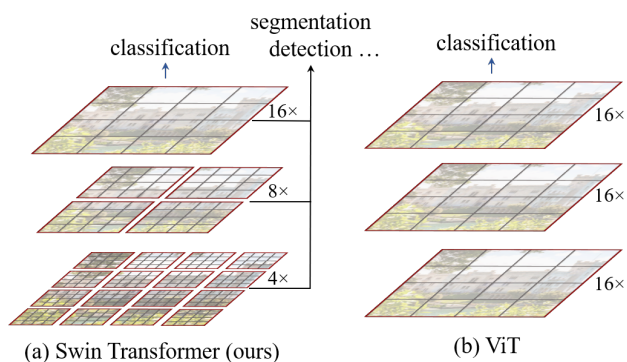 segmentation
classification
detection ...
classification
16×
16×
8×
16×
4×
16×
(a) Swin Transformer (ours)
(b) ViT